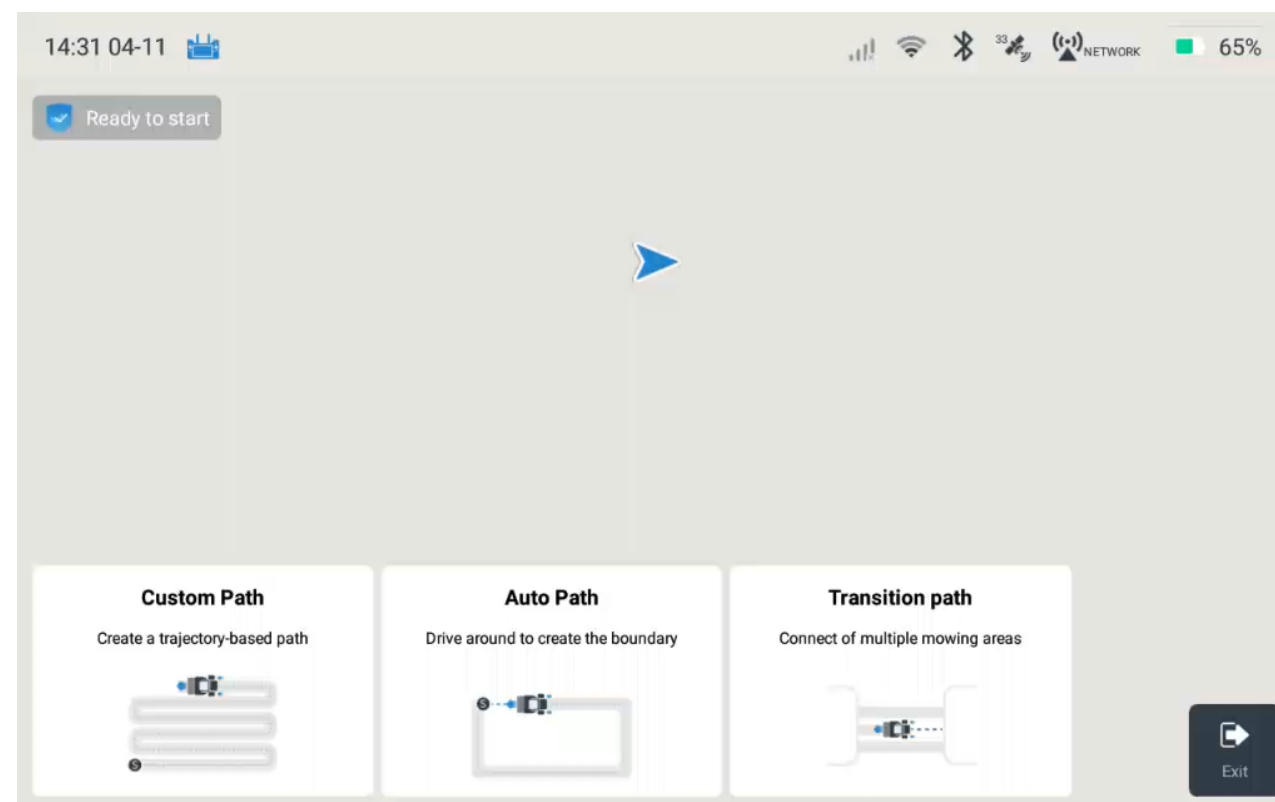 14:31 04-11
33
NETWORK
65%
Ready to start
Custom Path
Create a trajectory-based path
S
Auto Path
Drive around to create the boundary
S
Transition path
Connect of multiple mowing areas
Exit